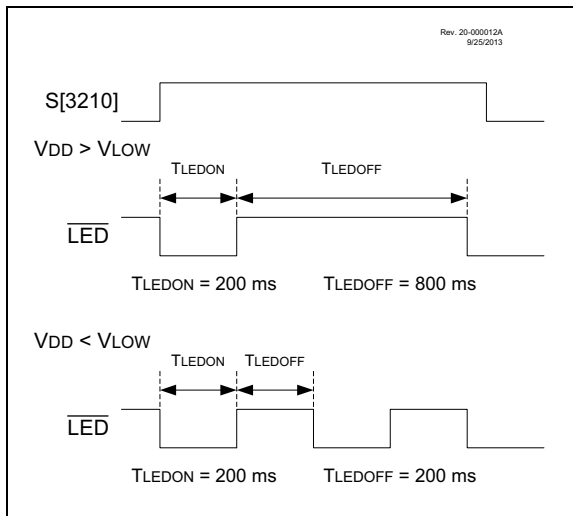 Rev. 20-000012A
9/25/2013
S[3210]
VDD > VLOW
TLEDON TLEDOFF
LED
TLEDON = 200 ms TLEDOFF = 800 ms
VDD < VLOW
TLEDON TLEDOFF
LED
TLEDON = 200 ms TLEDOFF = 200 ms